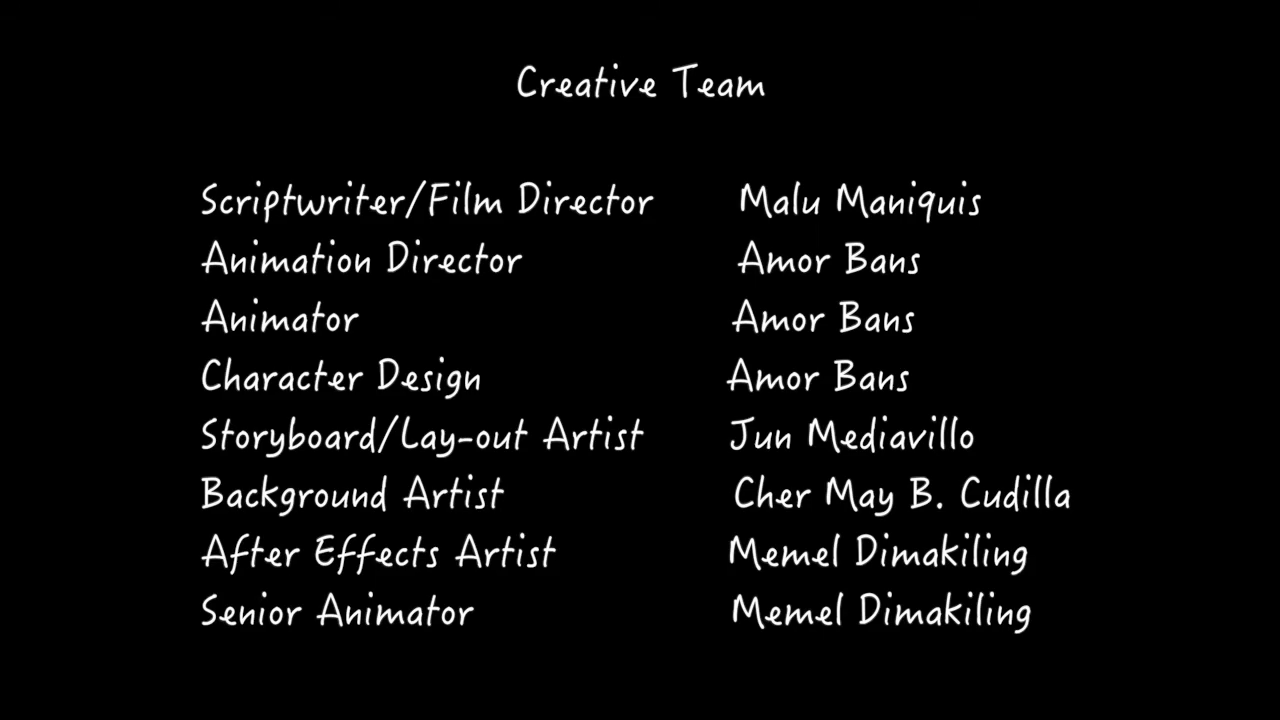 Creative Team
Scriptwriter/Film Director Malu Maniquis
Animation Director Amor Bans
Animator Amor Bans
Character Design Amor Bans
Storyboard/Lay-out Artist Jun Mediavillo
Background Artist Cher May B. Cudilla
After Effects Artist Memel Dimakiling
Senior Animator Memel Dimakiling